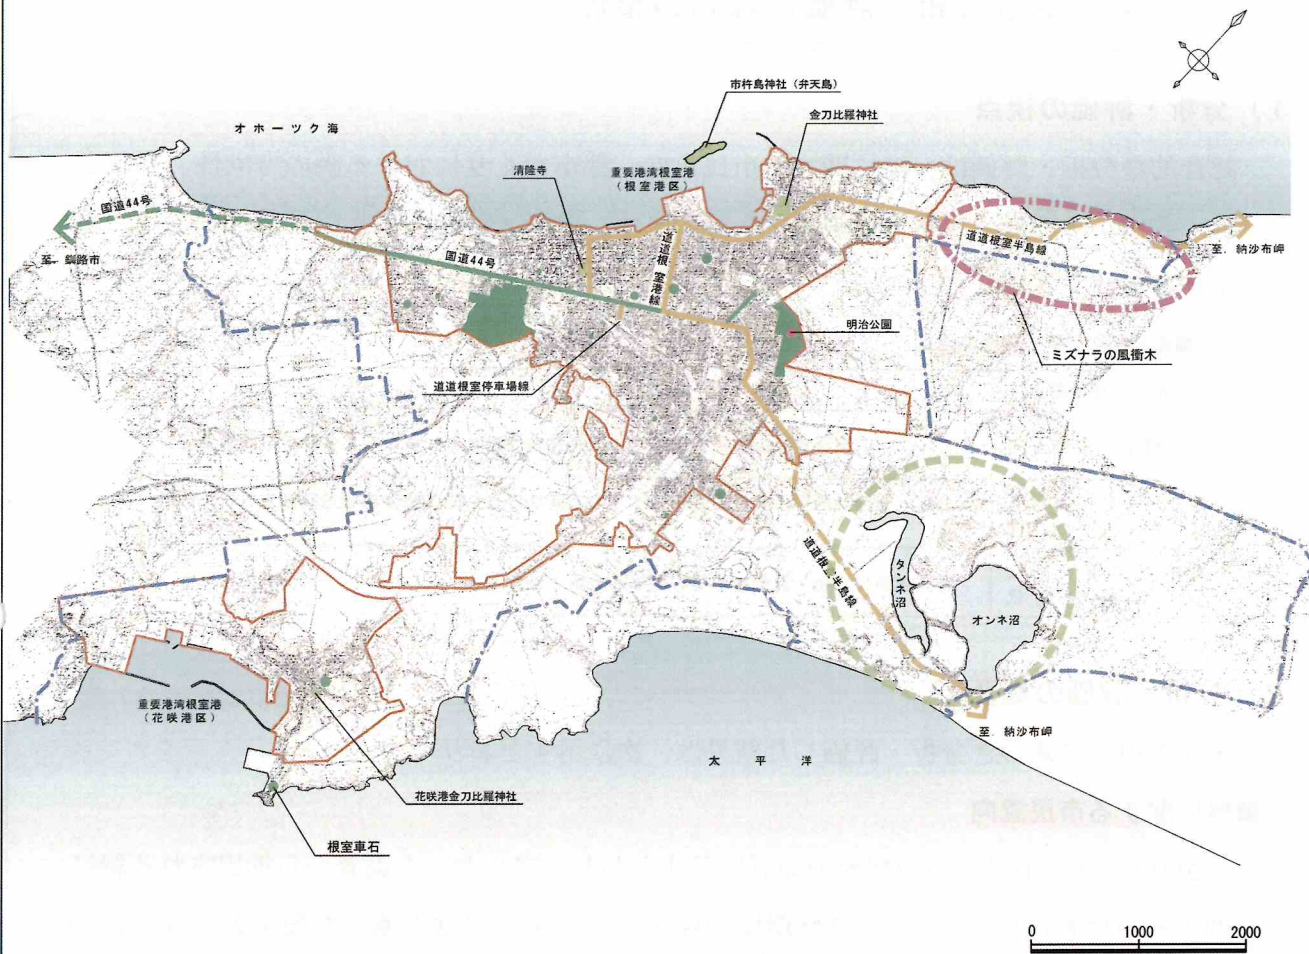 市杵島神社(弁天島)
金刀比羅神社
オホーツク海
清隆寺
重要港湾根室港
(根室港区)
国道44号
至. 釧路市
国道44号
道道根室港線
道道根室半島線
至. 納沙布岬
明治公園
ミズナラの風衝木
道道根室停車場線
タンネ沼
オンネ沼
道道根室半島線
重要港湾根室港
(花咲港区)
至. 納沙布岬
太平洋
花咲港金刀比羅神社
根室車石
0 1000 2000